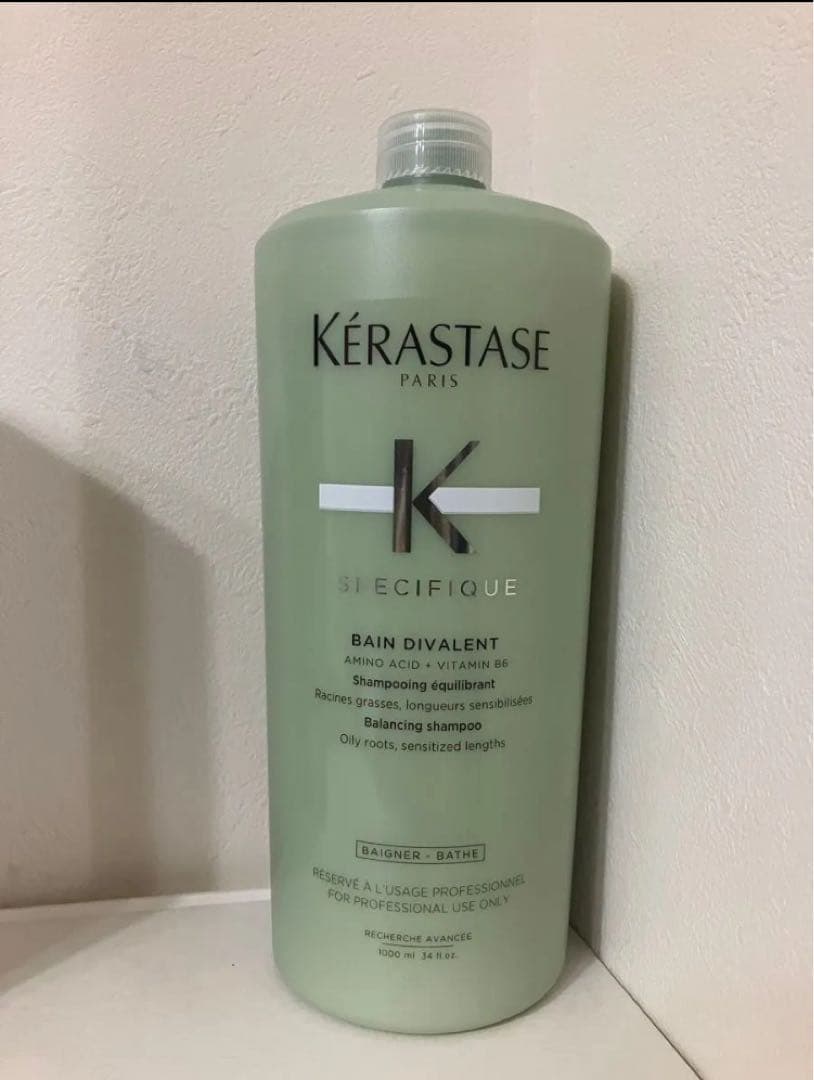 KÉRASTASE
PARIS
K
SPECIFIQUE
BAIN DIVALENT
AMINO ACID + VITAMIN B6
Shampooing équilibrant
Racines grasses, longueurs sensibilisées
Balancing shampoo
Oily roots, sensitized lengths
BAIGNER - BATHE
RÉSERVÉ À L'USAGE PROFESSIONNEL
FOR PROFESSIONAL USE ONLY
RECHERCHE AVANCÉE
1000 ml 34 fl.oz.